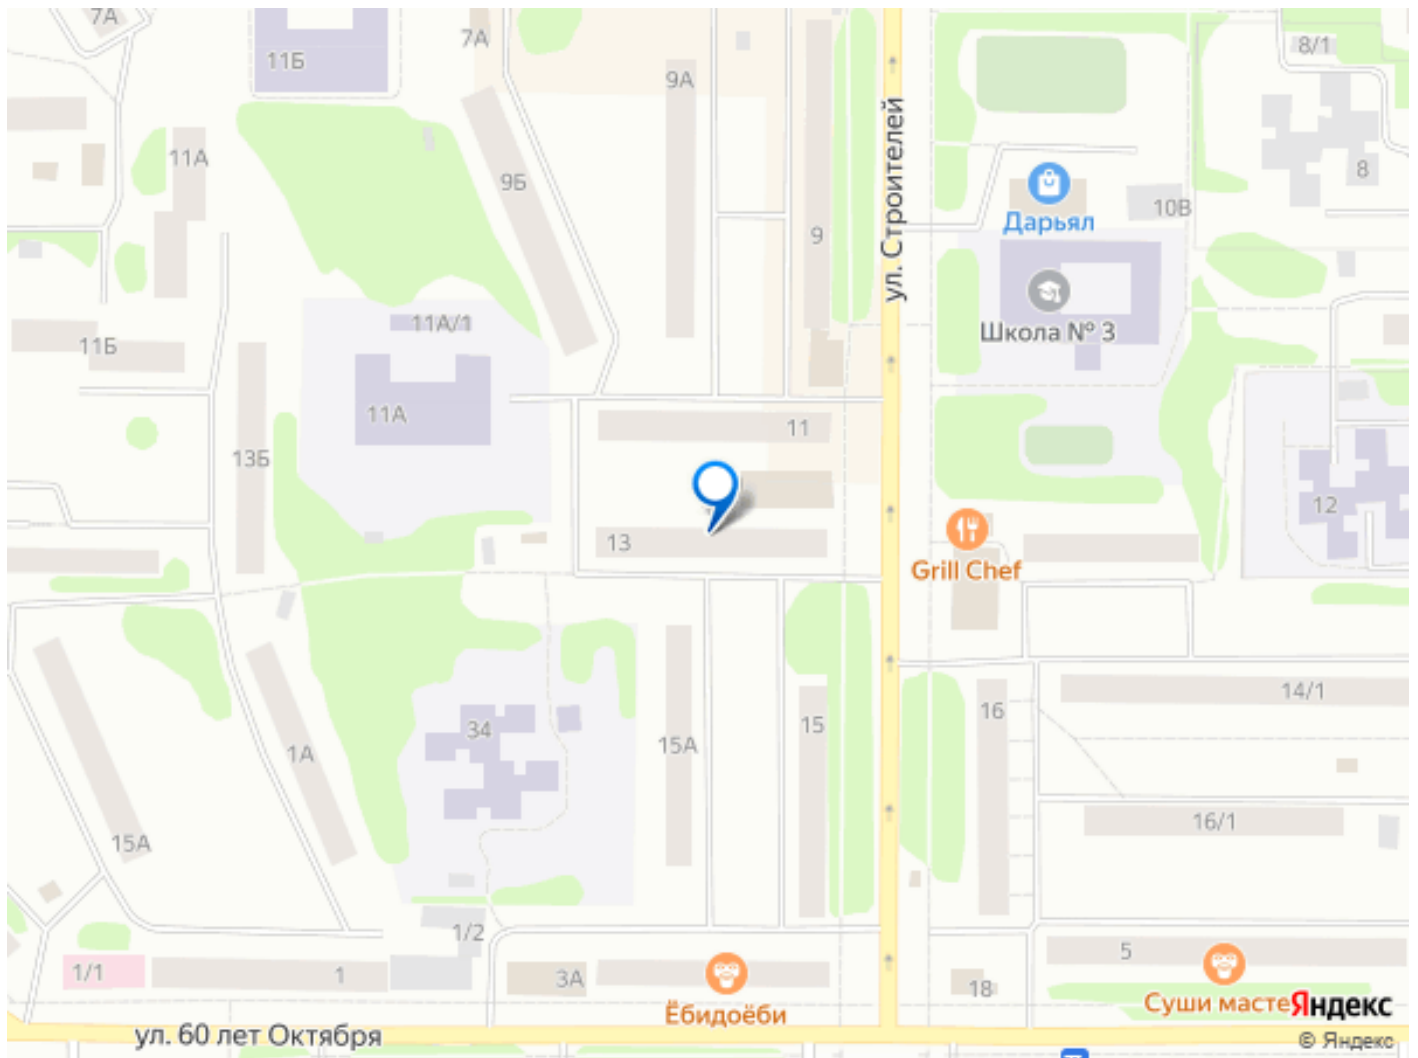 7А
7А
11Б
9А
8/1
ул. Строителей
11А
9Б
8
10В
9
Дарьял
Школа № 3
11А/1
11Б
11А
11
13Б
12
13
Grill Chef
34
15А
15
16
14/1
1А
15А
16/1
1/2
5
1/1
1
3А
18
Ёбидоёби
Суши масте
Яндекс
ул. 60 лет Октября
© Яндекс